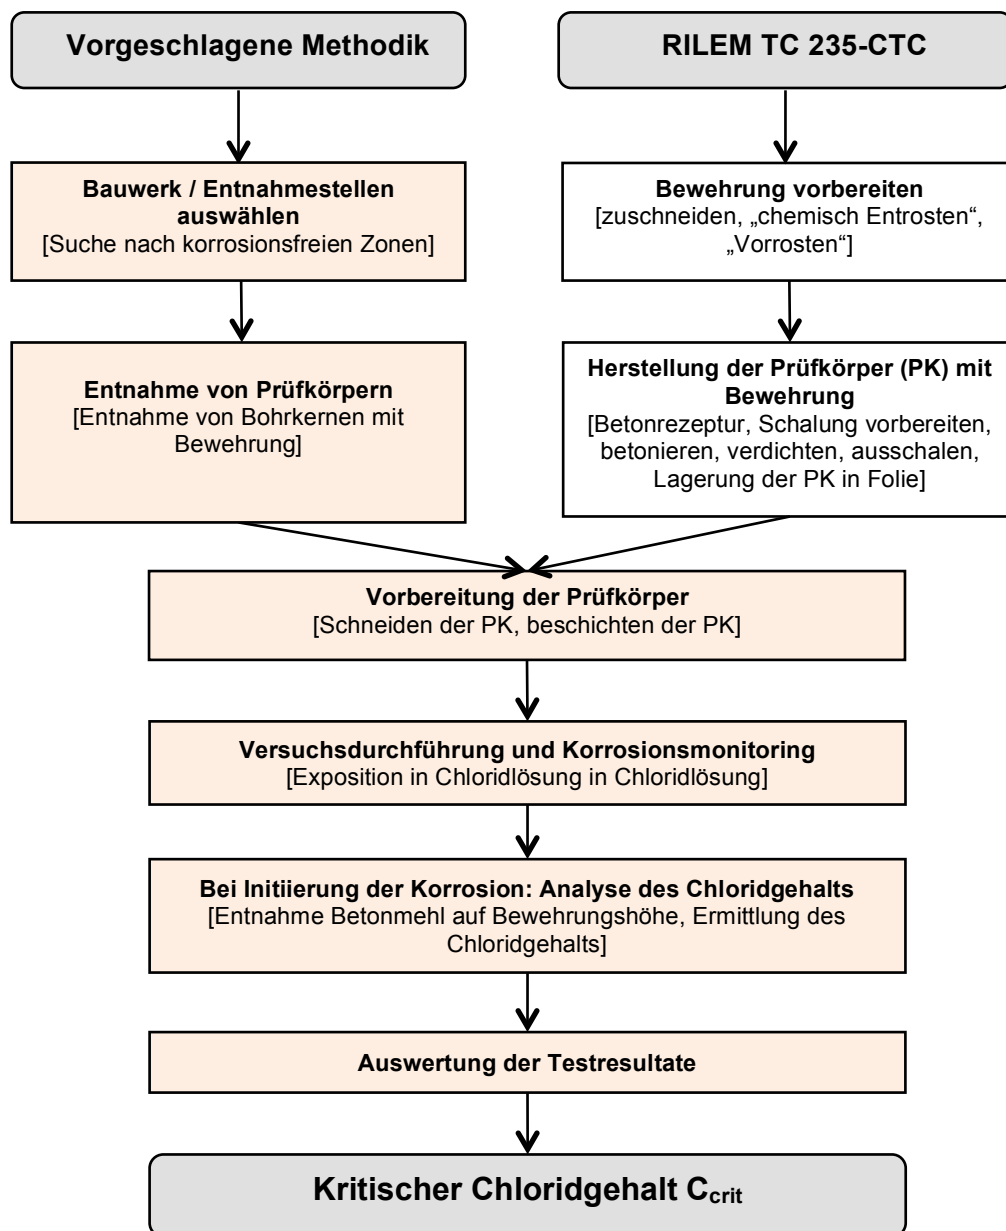 Vorgeschlagene Methodik
RILEM TC 235-CTC
Bauwerk / Entnahmestellen
auswählen
[Suche nach korrosionsfreien Zonen]
Bewehrung vorbereiten
[zuschneiden, „chemisch Entrosten“,
„Vorrosten“]
Entnahme von Prüfkörpern
[Entnahme von Bohrkernen mit
Bewehrung]
Herstellung der Prüfkörper (PK) mit
Bewehrung
[Betonrezeptur, Schalung vorbereiten,
betonieren, verdichten, ausschalen,
Lagerung der PK in Folie]
Vorbereitung der Prüfkörper
[Schneiden der PK, beschichten der PK]
Versuchsdurchführung und Korrosionsmonitoring
[Exposition in Chloridlösung in Chloridlösung]
Bei Initiierung der Korrosion: Analyse des Chloridgehalts
[Entnahme Betonmehl auf Bewehrungshöhe, Ermittlung des
Chloridgehalts]
Auswertung der Testresultate
Kritischer Chloridgehalt Ccrit